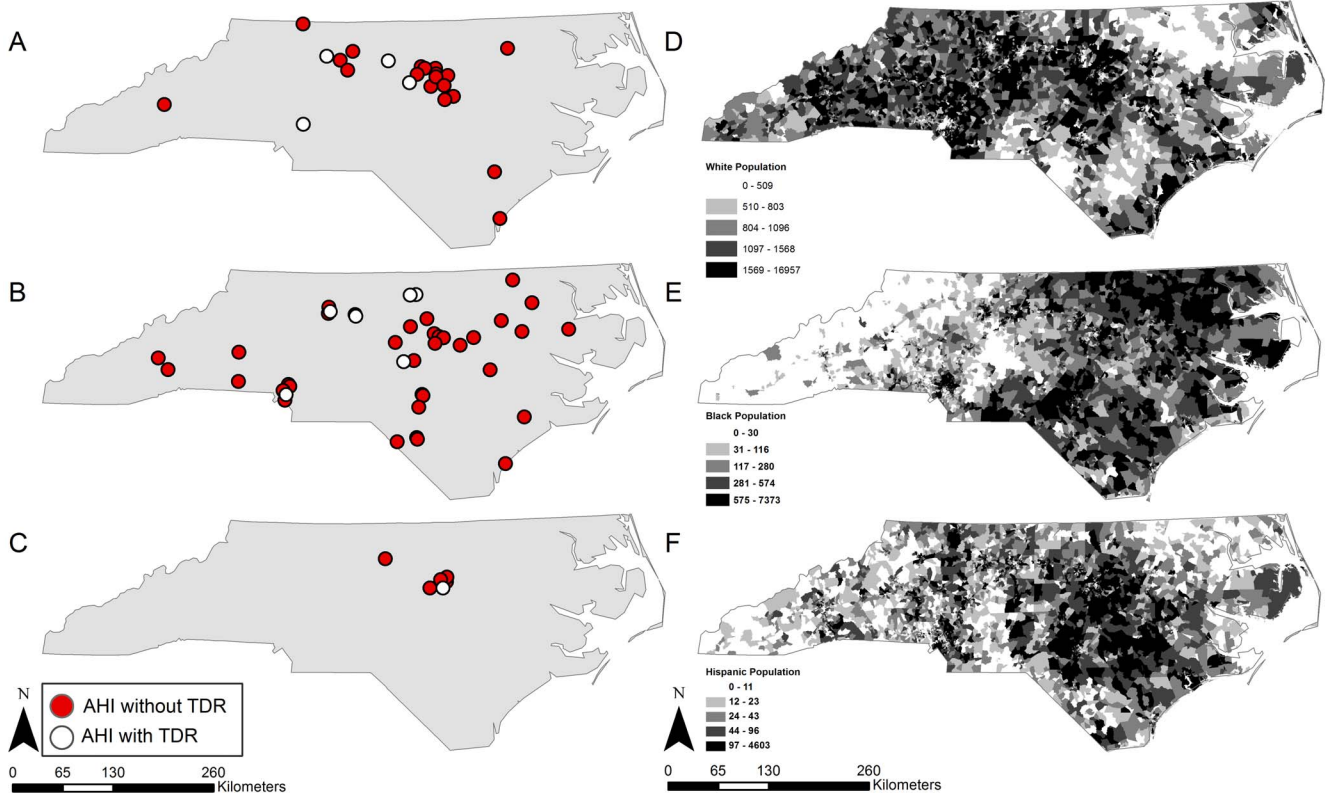 A
B
C
N
AHI without TDR
AHI with TDR
0 65 130 260
Kilometers
D
White Population
0 - 509
510 - 803
804 - 1096
1097 - 1568
1569 - 16957
E
Black Population
0 - 30
31 - 116
117 - 280
281 - 574
575 - 7373
F
Hispanic Population
0 - 11
12 - 23
24 - 43
44 - 96
97 - 4603
N
0 65 130 260
Kilometers